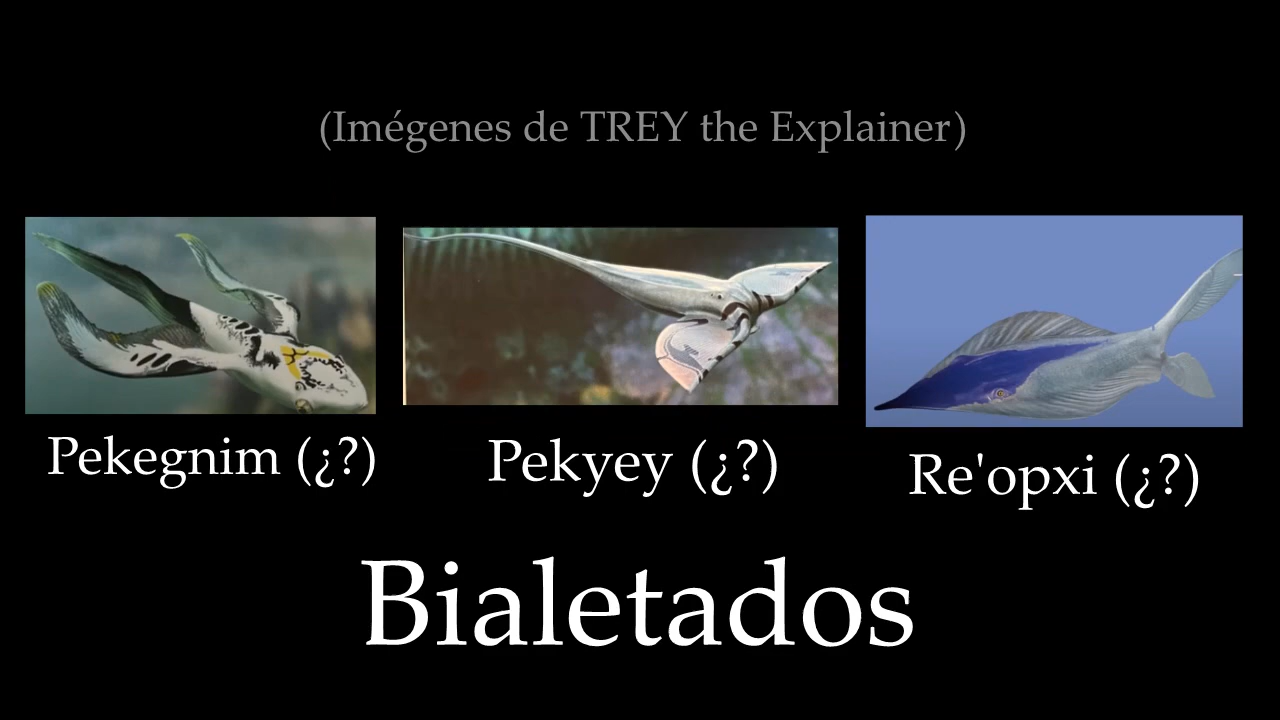 (Imégenes de TREY the Explainer)
Pekegnim (¿?)
Pekyey (¿?)
Re'opxi (¿?)
Bialetados